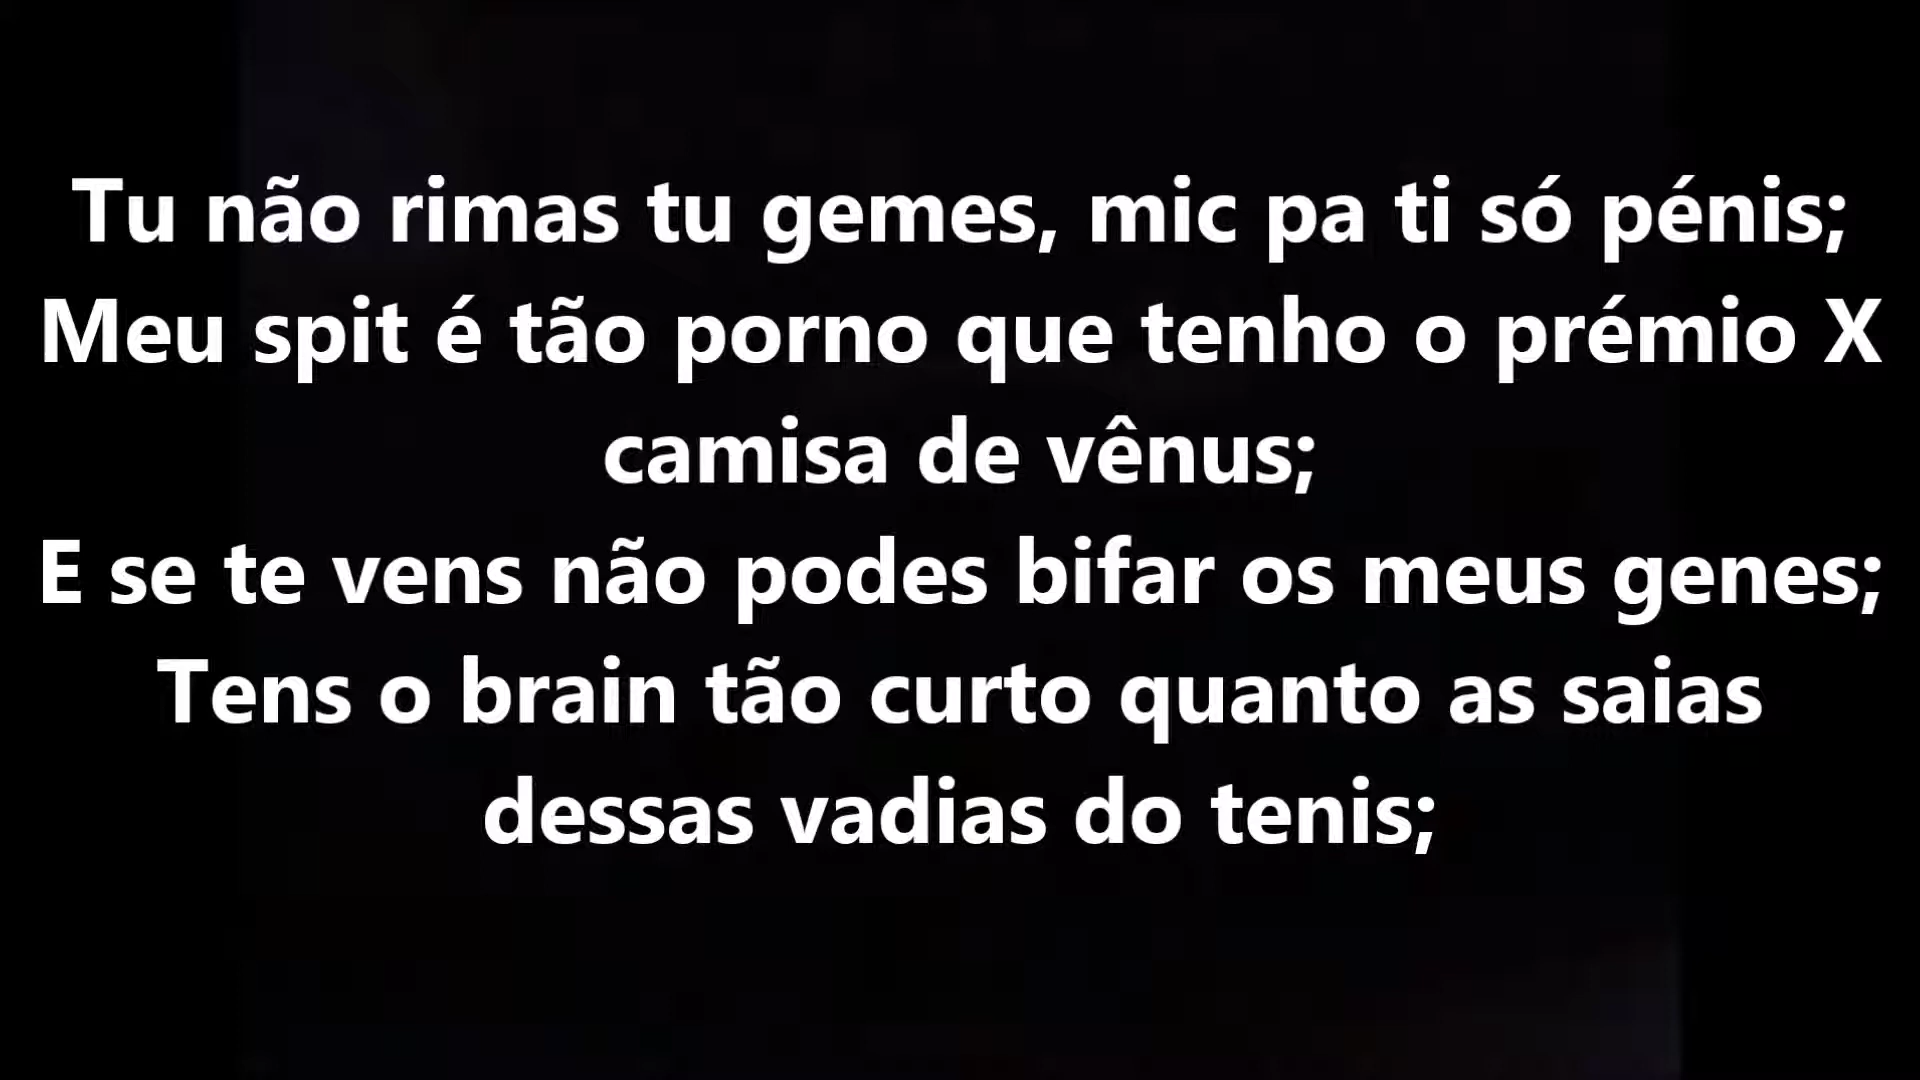 Tu não rimas tu gemes, mic pa ti só pénis;
Meu spit é tão porno que tenho o prémio X
camisa de vênus;
E se te vens não podes bifar os meus genes;
Tens o brain tão curto quanto as saias
dessas vadias do tenis;